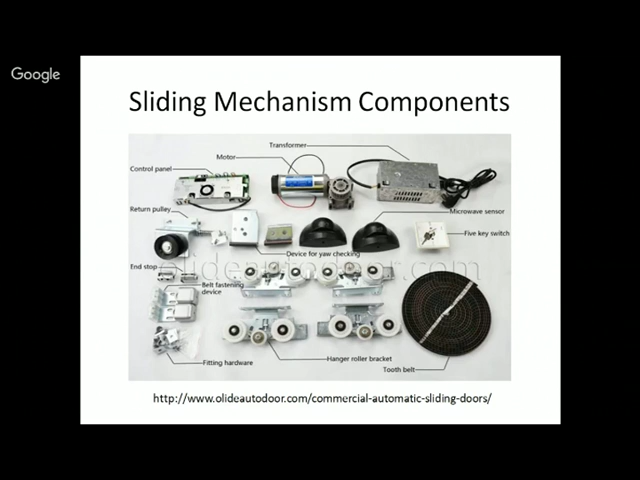 Google
Sliding Mechanism Components
Transformer
Motor
Control panel
Return pulley
Microwave sensor
Five key switch
Device for yaw checking
olideautodoor.com
End stop
Belt fastening
device
Fitting hardware
Hanger roller bracket
Tooth belt
http://www.olideautodoor.com/commercial-automatic-sliding-doors/